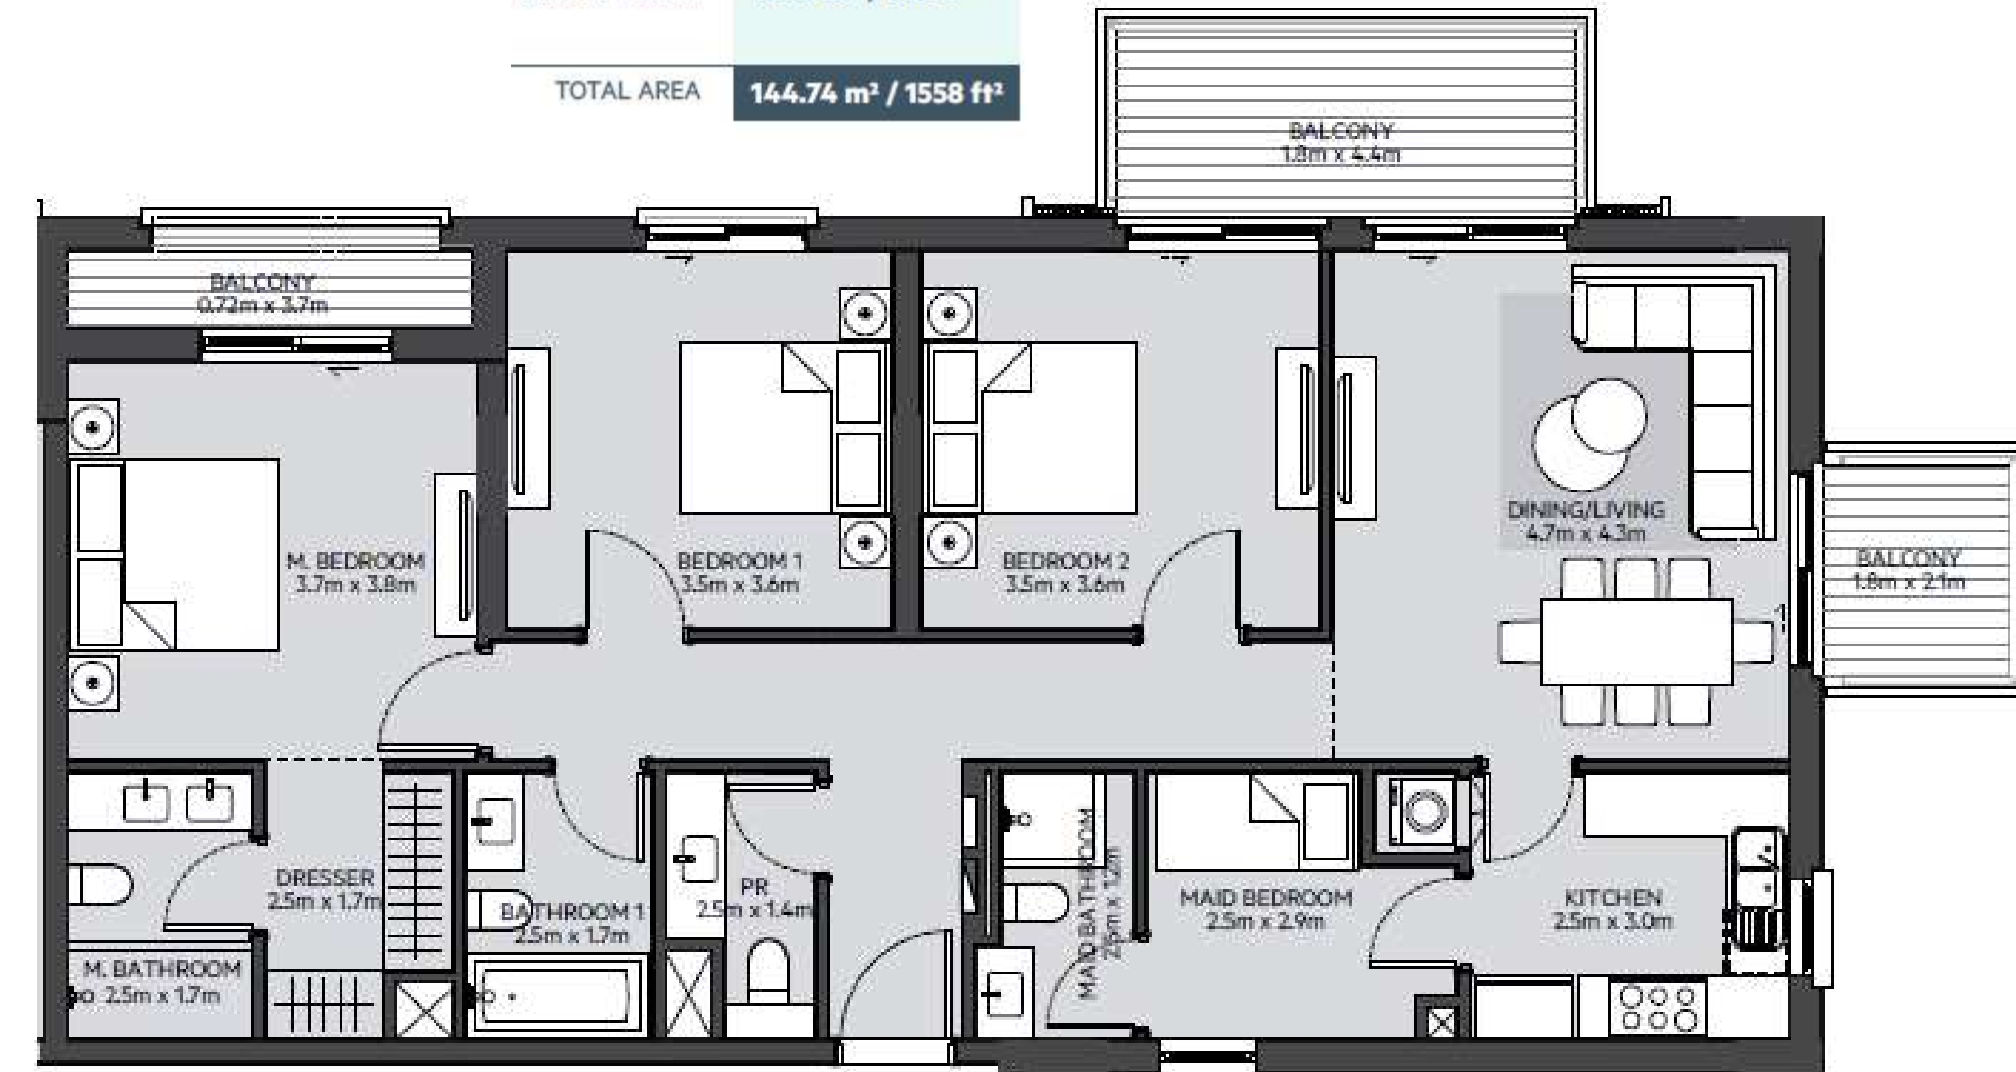 TOTAL AREA
144.74 m² / 1558 ft²
BALCONY
1.8m x 4.4m
BALCONY
0.72m x 3.7m
M. BEDROOM
3.7m x 3.8m
BEDROOM 1
3.5m x 3.6m
BEDROOM 2
3.5m x 3.6m
DINING/LIVING
4.7m x 4.3m
BALCONY
1.8m x 2.1m
DRESSER
2.5m x 1.7m
M. BATHROOM
2.5m x 1.7m
BATHROOM 1
2.5m x 1.7m
PR
2.5m x 1.4m
MAID BATHROOM
2.5m x 1.2m
MAID BEDROOM
2.5m x 2.9m
KITCHEN
2.5m x 3.0m